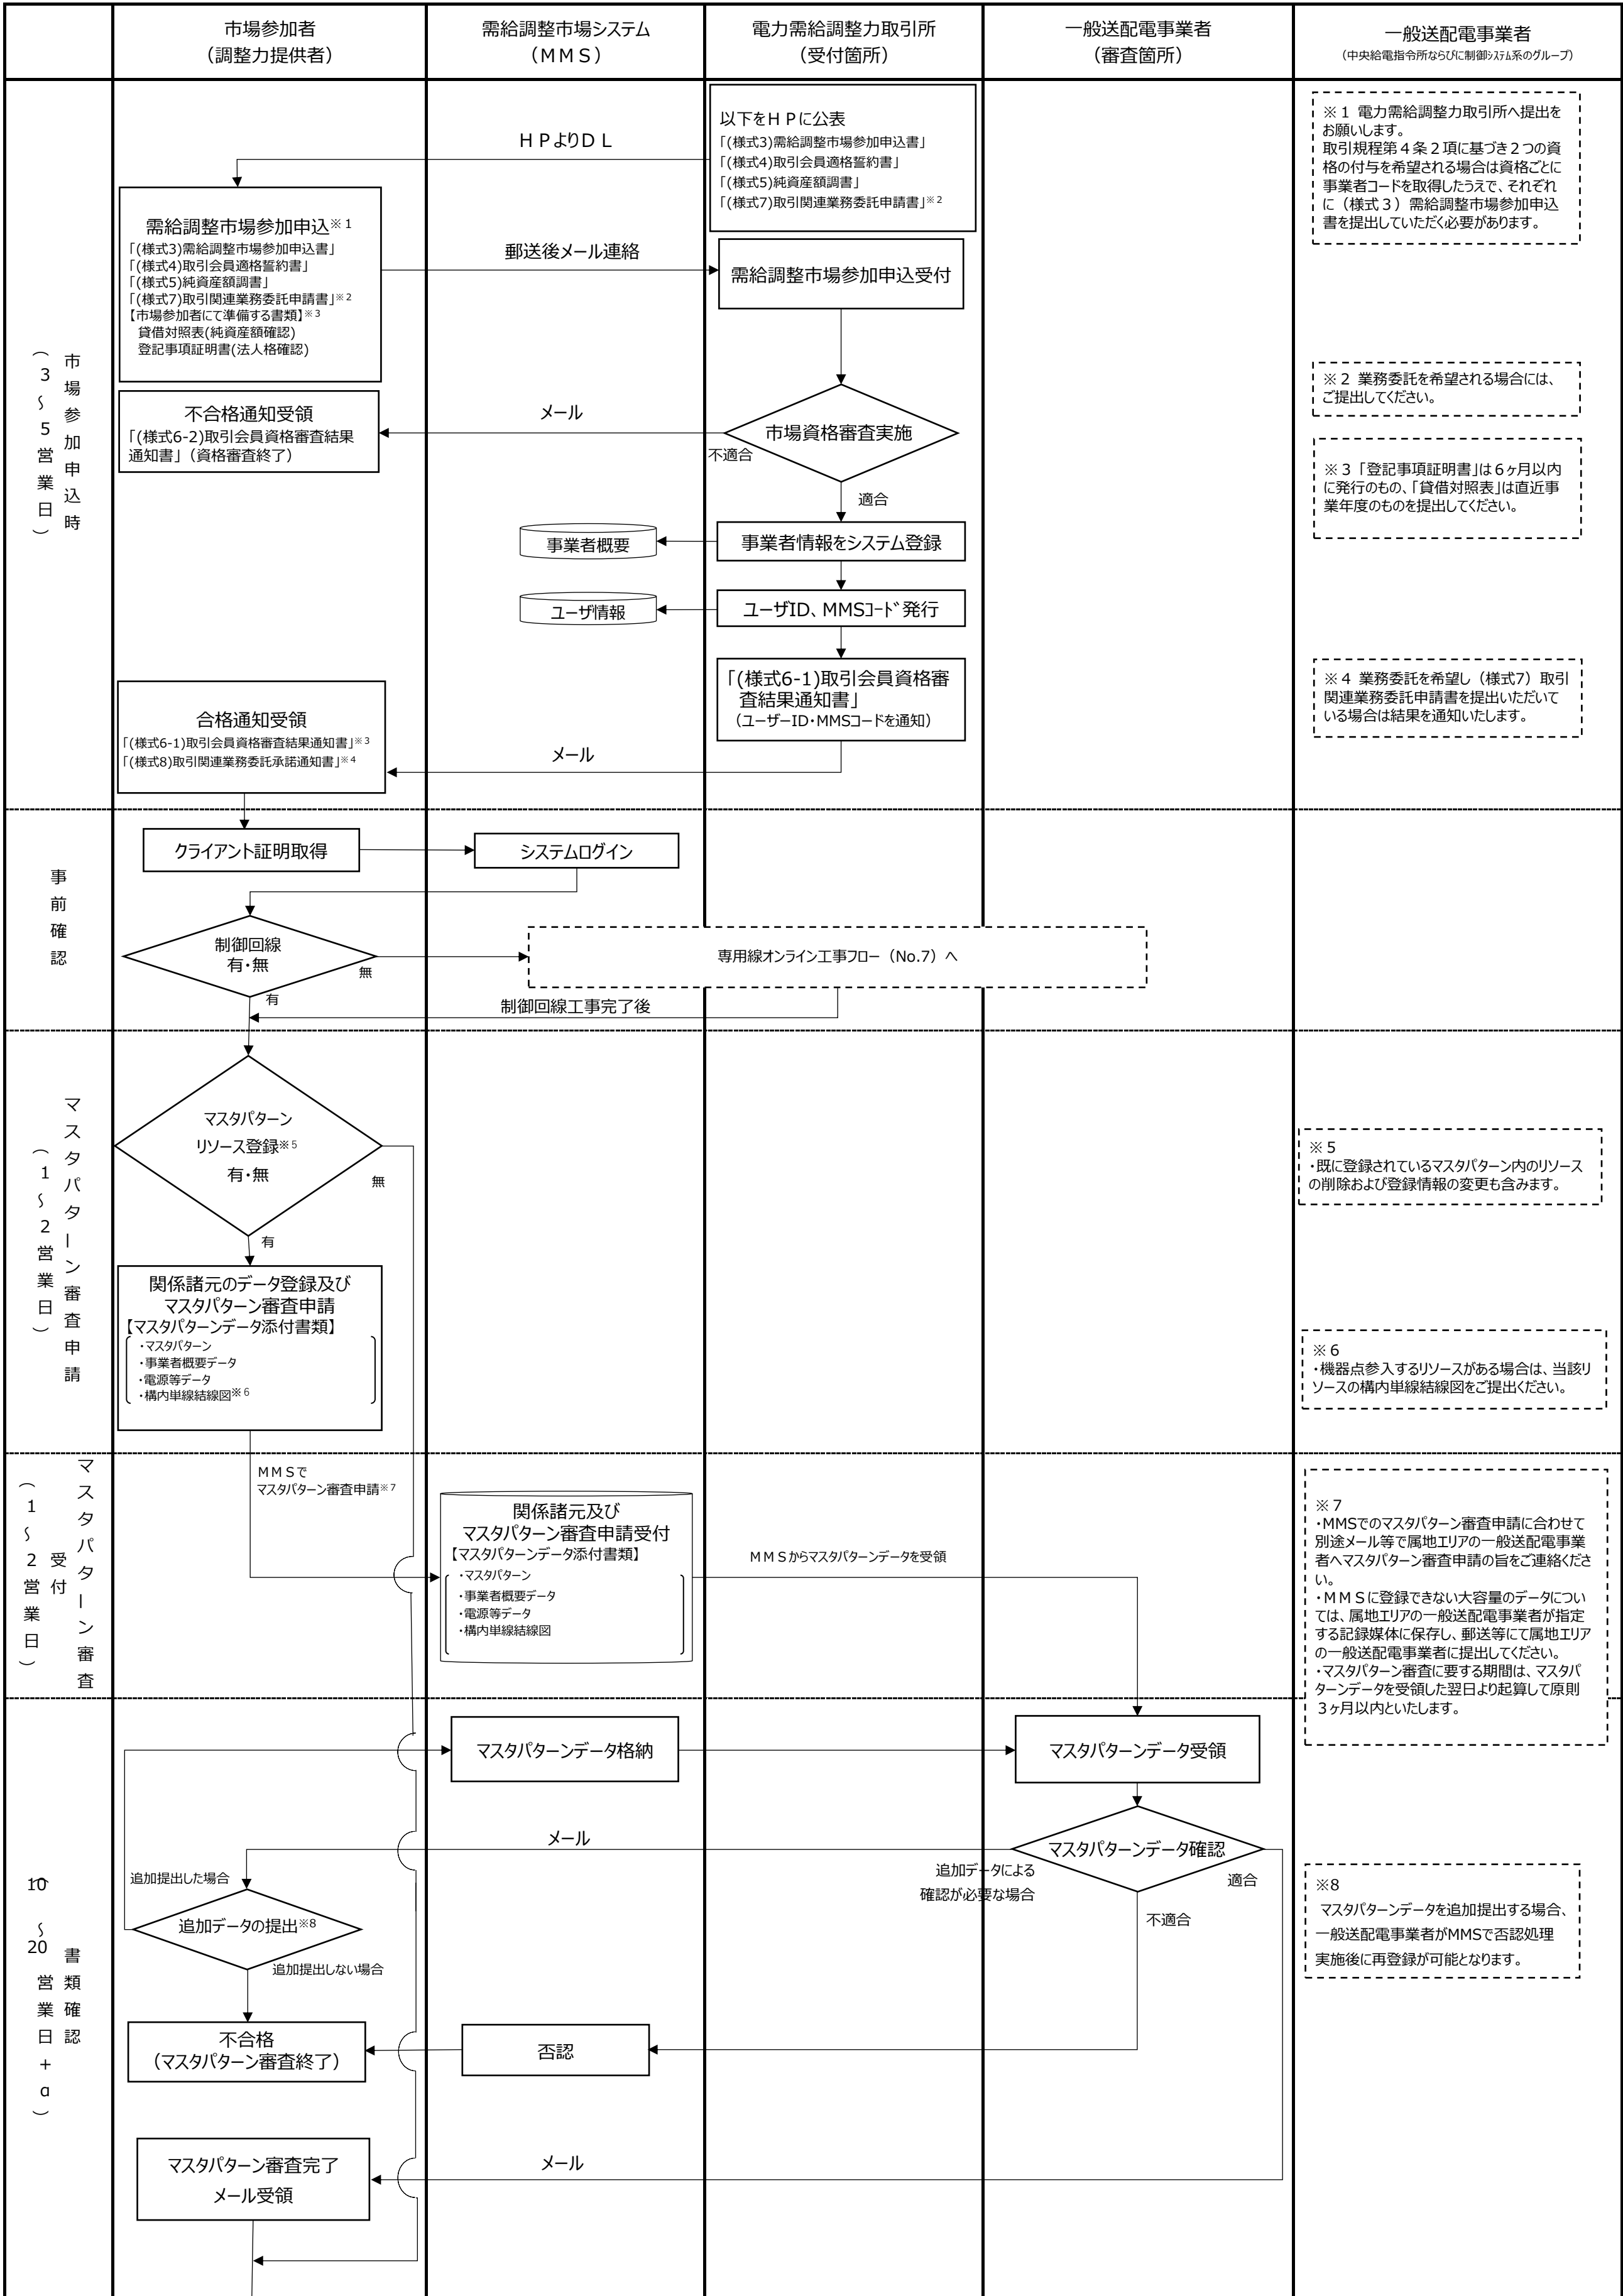 市場参加者
（調整力提供者）
需給調整市場システム
（ＭＭＳ）
電力需給調整力取引所
（受付箇所）
一般送配電事業者
（審査箇所）
一般送配電事業者
（中央給電指令所ならびに制御ｼｽﾃﾑ系のグループ）
市場参加申込時
（３～５営業日）
以下をＨＰに公表
「(様式3)需給調整市場参加申込書」
「(様式4)取引会員適格誓約書」
「(様式5)純資産額調書」
「(様式7)取引関連業務委託申請書」※2
ＨＰよりＤＬ
需給調整市場参加申込※1
「(様式3)需給調整市場参加申込書」
「(様式4)取引会員適格誓約書」
「(様式5)純資産額調書」
「(様式7)取引関連業務委託申請書」※2
【市場参加者にて準備する書類】※3
貸借対照表(純資産額確認)
登記事項証明書(法人格確認)
郵送後メール連絡
需給調整市場参加申込受付
不合格通知受領
「(様式6-2)取引会員資格審査結果
通知書」（資格審査終了）
メール
市場資格審査実施
不適合
適合
事業者概要
事業者情報をシステム登録
ユーザ情報
ユーザID、MMSｺｰﾄﾞ発行
「(様式6-1)取引会員資格審
査結果通知書」
（ユーザーID・MMSコードを通知）
合格通知受領
「(様式6-1)取引会員資格審査結果通知書」※3
「(様式8)取引関連業務委託承諾通知書」※4
メール
※１ 電力需給調整力取引所へ提出を
お願いします。
取引規程第４条２項に基づき２つの資
格の付与を希望される場合は資格ごとに
事業者コードを取得したうえで、それぞれ
に（様式３）需給調整市場参加申込
書を提出していただく必要があります。
※２ 業務委託を希望される場合には、
ご提出してください。
※３「登記事項証明書」は６ヶ月以内
に発行のもの、「貸借対照表」は直近事
業年度のものを提出してください。
※４ 業務委託を希望し（様式7）取引
関連業務委託申請書を提出いただいて
いる場合は結果を通知いたします。
事前確認
クライアント証明取得
システムログイン
制御回線
有・無
無
有
専用線オンライン工事フロー（No.7）へ
制御回線工事完了後
マスタパターン審査申請
（１～２営業日）
マスタパターン
リソース登録※5
有・無
無
有
関係諸元のデータ登録及び
マスタパターン審査申請
【マスタパターンデータ添付書類】
・マスタパターン
・事業者概要データ
・電源等データ
・構内単線結線図※6
※５
・既に登録されているマスタパターン内のリソース
の削除および登録情報の変更も含みます。
※６
・機器点参入するリソースがある場合は、当該リ
ソースの構内単線結線図をご提出ください。
マスタパターン審査
受付
（１～２営業日）
ＭＭＳで
マスタパターン審査申請※7
関係諸元及び
マスタパターン審査申請受付
【マスタパターンデータ添付書類】
・マスタパターン
・事業者概要データ
・電源等データ
・構内単線結線図
ＭＭＳからマスタパターンデータを受領
※７
・MMSでのマスタパターン審査申請に合わせて
別途メール等で属地エリアの一般送配電事業
者へマスタパターン審査申請の旨をご連絡くださ
い。
・ＭＭＳに登録できない大容量のデータについ
ては、属地エリアの一般送配電事業者が指定
する記録媒体に保存し、郵送等にて属地エリア
の一般送配電事業者に提出してください。
・マスタパターン審査に要する期間は、マスタパ
ターンデータを受領した翌日より起算して原則
３ヶ月以内といたします。
書類確認
（10～20営業日＋α）
マスタパターンデータ格納
マスタパターンデータ受領
メール
マスタパターンデータ確認
追加データによる
確認が必要な場合
適合
不適合
追加提出した場合
追加データの提出※8
追加提出しない場合
※8
マスタパターンデータを追加提出する場合、
一般送配電事業者がMMSで否認処理
実施後に再登録が可能となります。
不合格
（マスタパターン審査終了）
否認
マスタパターン審査完了
メール受領
メール